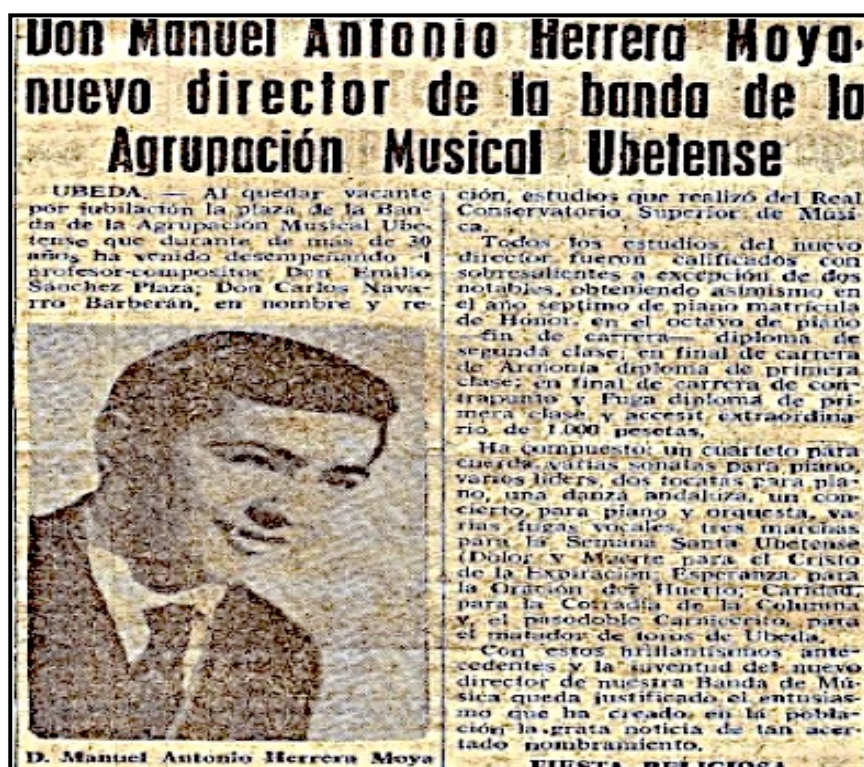 Don Manuel Antonio Herrera Moya,
nuevo director de la banda de la
Agrupación Musical Ubetense
UBEDA. — Al quedar vacante
por jubilación la plaza de la Ban-
da de la Agrupación Musical Ube-
tense que durante de más de 30
años ha venido desempeñando el
profesor-compositor Don Emilio
Sánchez Plaza; Don Carlos Nava-
rro Barberán, en nombre y re-
D. Manuel Antonio Herrera Moya
ción, estudios que realizó del Real
Conservatorio Superior de Músi-
ca.
Todos los estudios del nuevo
director fueron calificados con
sobresalientes a excepción de dos
notables, obteniendo asimismo en
el año septimo de piano matrícula
de Honor, en el octavo de piano
—fin de carrera— diploma de
segunda clase; en final de carrera
de Armonía diploma de primera
clase; en final de carrera de con-
trapunto y Fuga diploma de pri-
mera clase y accesit extraordina-
rio de 1.000 pesetas.
Ha compuesto: un cuarteto para
cuerda, varias sonatas para piano,
varios liders, dos tocatas para pia-
no, una danza andaluza, un con-
cierto para piano y orquesta, va-
rias fugas vocales, tres marchas
para la Semana Santa Ubetense
(Dolor y Muerte para el Cristo
de la Expiración; Esperanza, para
la Oración del Huerto; Caridad,
para la Cofradía de la Columna
y el pasodoble Carnicerito, para
el matador de toros de Ubeda.
Con estos brillantísimos ante-
cedentes y la juventud del nuevo
director de nuestra Banda de Mú-
sica queda justificado el entusias-
mo que ha creado en la pobla-
ción la grata noticia de tan acer-
tado nombramiento.
FIESTA RELIGIOSA